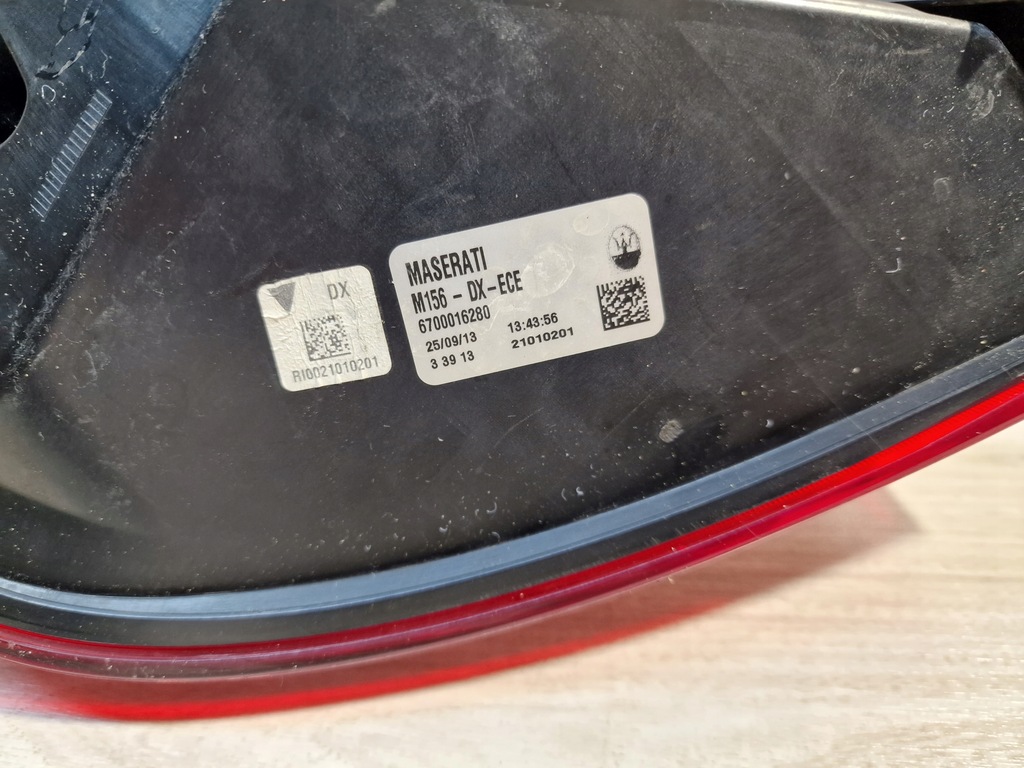 DX
RI0021010201
MASERATI
M156 - DX-ECE
6700016280
25/09/13 13:43:56
3 39 13 21010201